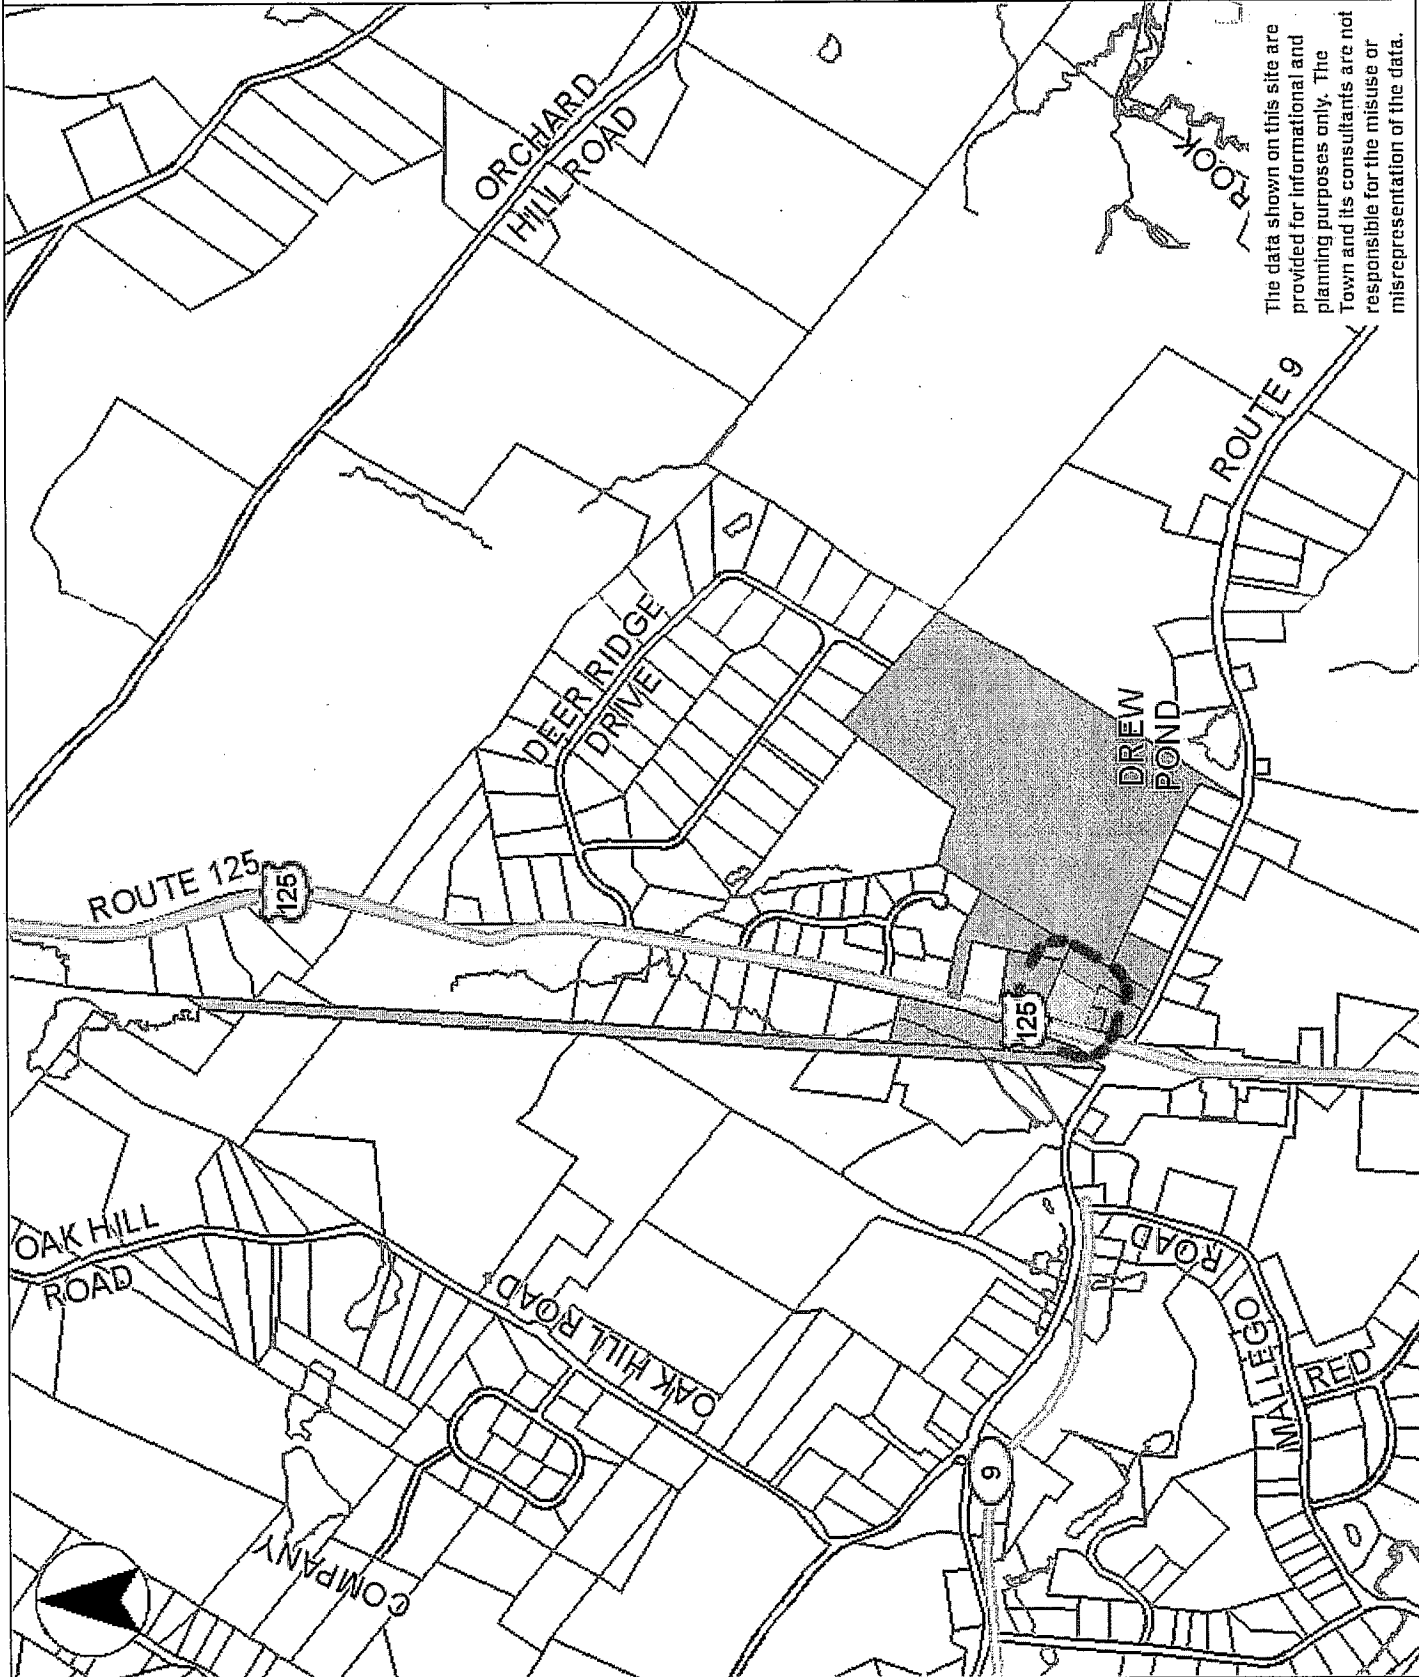 ORCHARD
HILL ROAD
ROUTE 125
125
OAK HILL
ROAD
DEER RIDGE
DRIVE
OAK HILL ROAD
COMPANY
DREW
POND
125
ROUTE 9
ROOK
ROAD
MALLEGO
RED
9
The data shown on this site are
provided for informational and
planning purposes only. The
Town and its consultants are not
responsible for the misuse or
misrepresentation of the data.